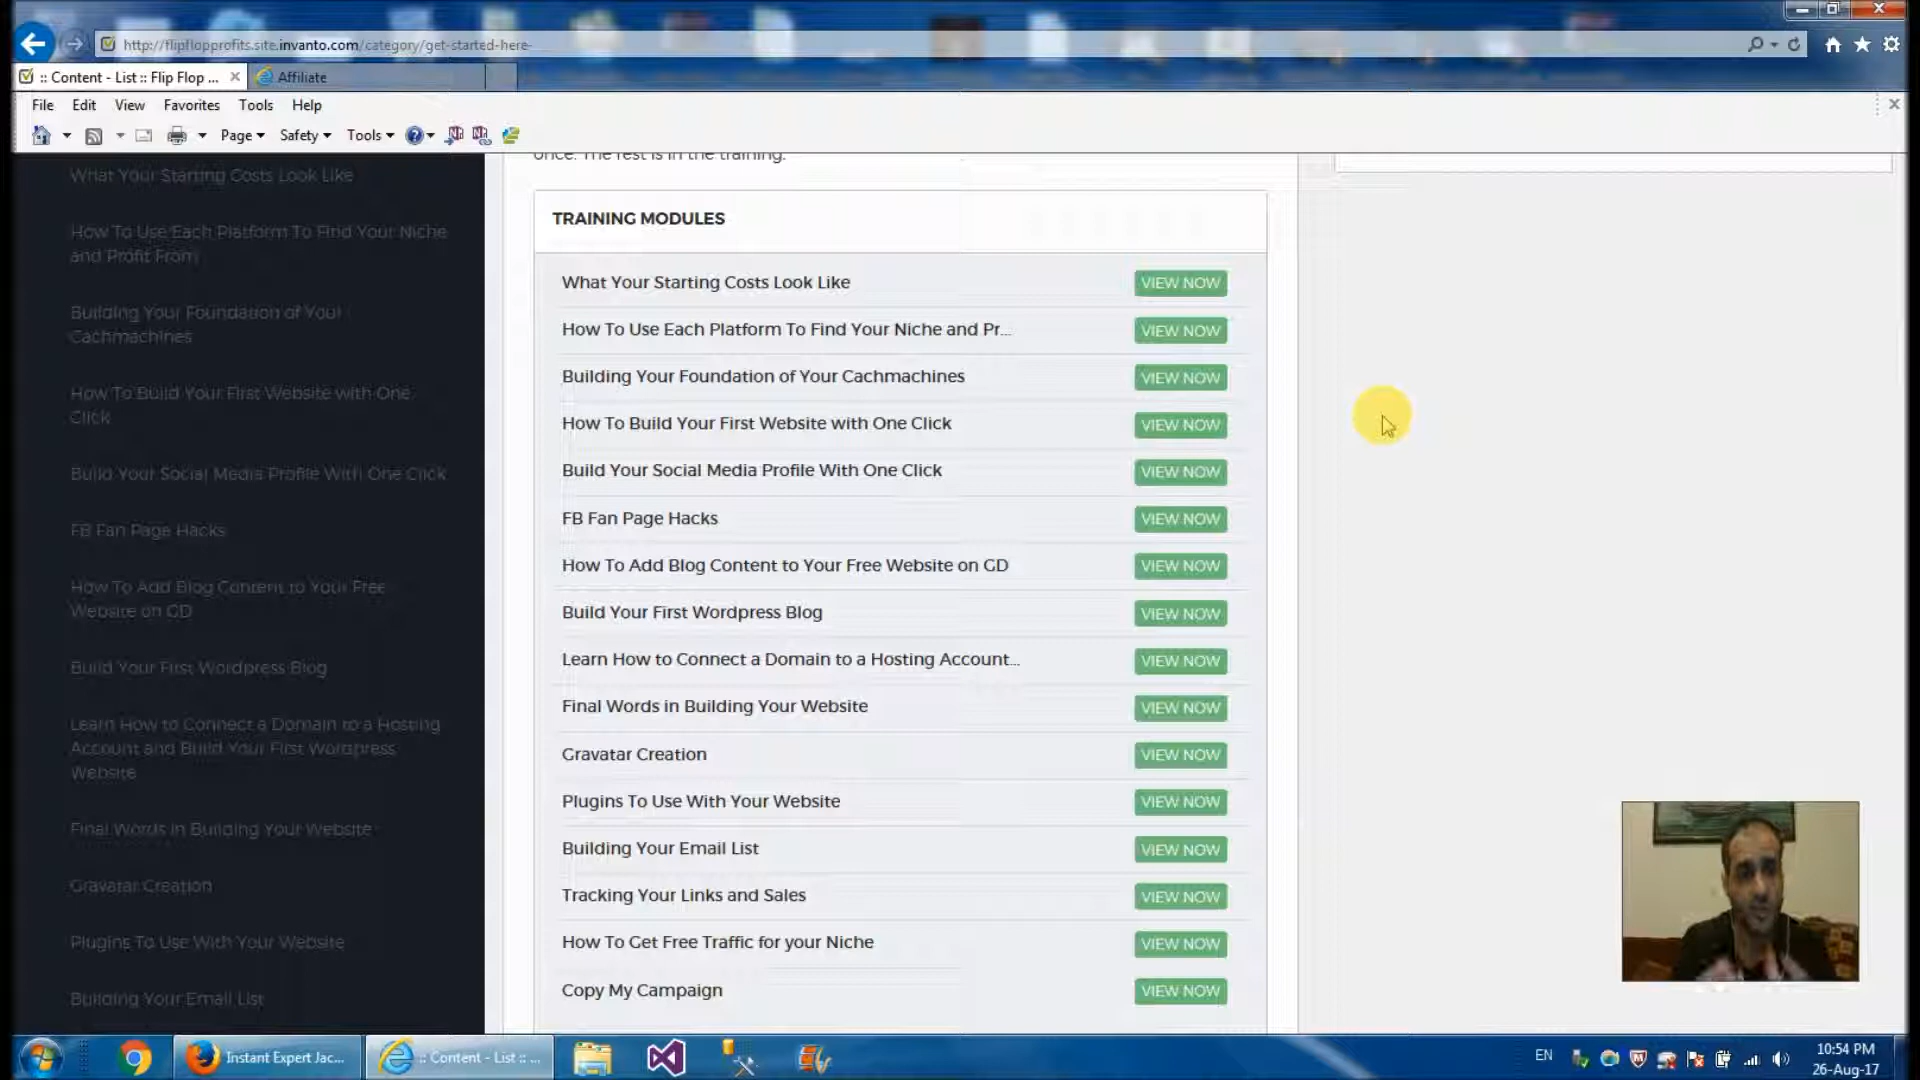 http://flipflopprofits.site.invanto.com/category/get-started-here-
:: Content - List :: Flip Flop ...
Affiliate
File Edit View Favorites Tools Help
Page Safety Tools
once. The rest is in the training.
What Your Starting Costs Look Like
How To Use Each Platform To Find Your Niche
and Profit From
Building Your Foundation of Your
Cachmachines
How To Build Your First Website with One
Click
Build Your Social Media Profile With One Click
FB Fan Page Hacks
How To Add Blog Content to Your Free
Website on GD
Build Your First Wordpress Blog
Learn How to Connect a Domain to a Hosting
Account and Build Your First Wordpress
Website
Final Words in Building Your Website
Gravatar Creation
Plugins To Use With Your Website
Building Your Email List
TRAINING MODULES
What Your Starting Costs Look Like VIEW NOW
How To Use Each Platform To Find Your Niche and Pr... VIEW NOW
Building Your Foundation of Your Cachmachines VIEW NOW
How To Build Your First Website with One Click VIEW NOW
Build Your Social Media Profile With One Click VIEW NOW
FB Fan Page Hacks VIEW NOW
How To Add Blog Content to Your Free Website on GD VIEW NOW
Build Your First Wordpress Blog VIEW NOW
Learn How to Connect a Domain to a Hosting Account... VIEW NOW
Final Words in Building Your Website VIEW NOW
Gravatar Creation VIEW NOW
Plugins To Use With Your Website VIEW NOW
Building Your Email List VIEW NOW
Tracking Your Links and Sales VIEW NOW
How To Get Free Traffic for your Niche VIEW NOW
Copy My Campaign VIEW NOW
Instant Expert Jac...
:: Content - List :: ...
EN
10:54 PM
26-Aug-17